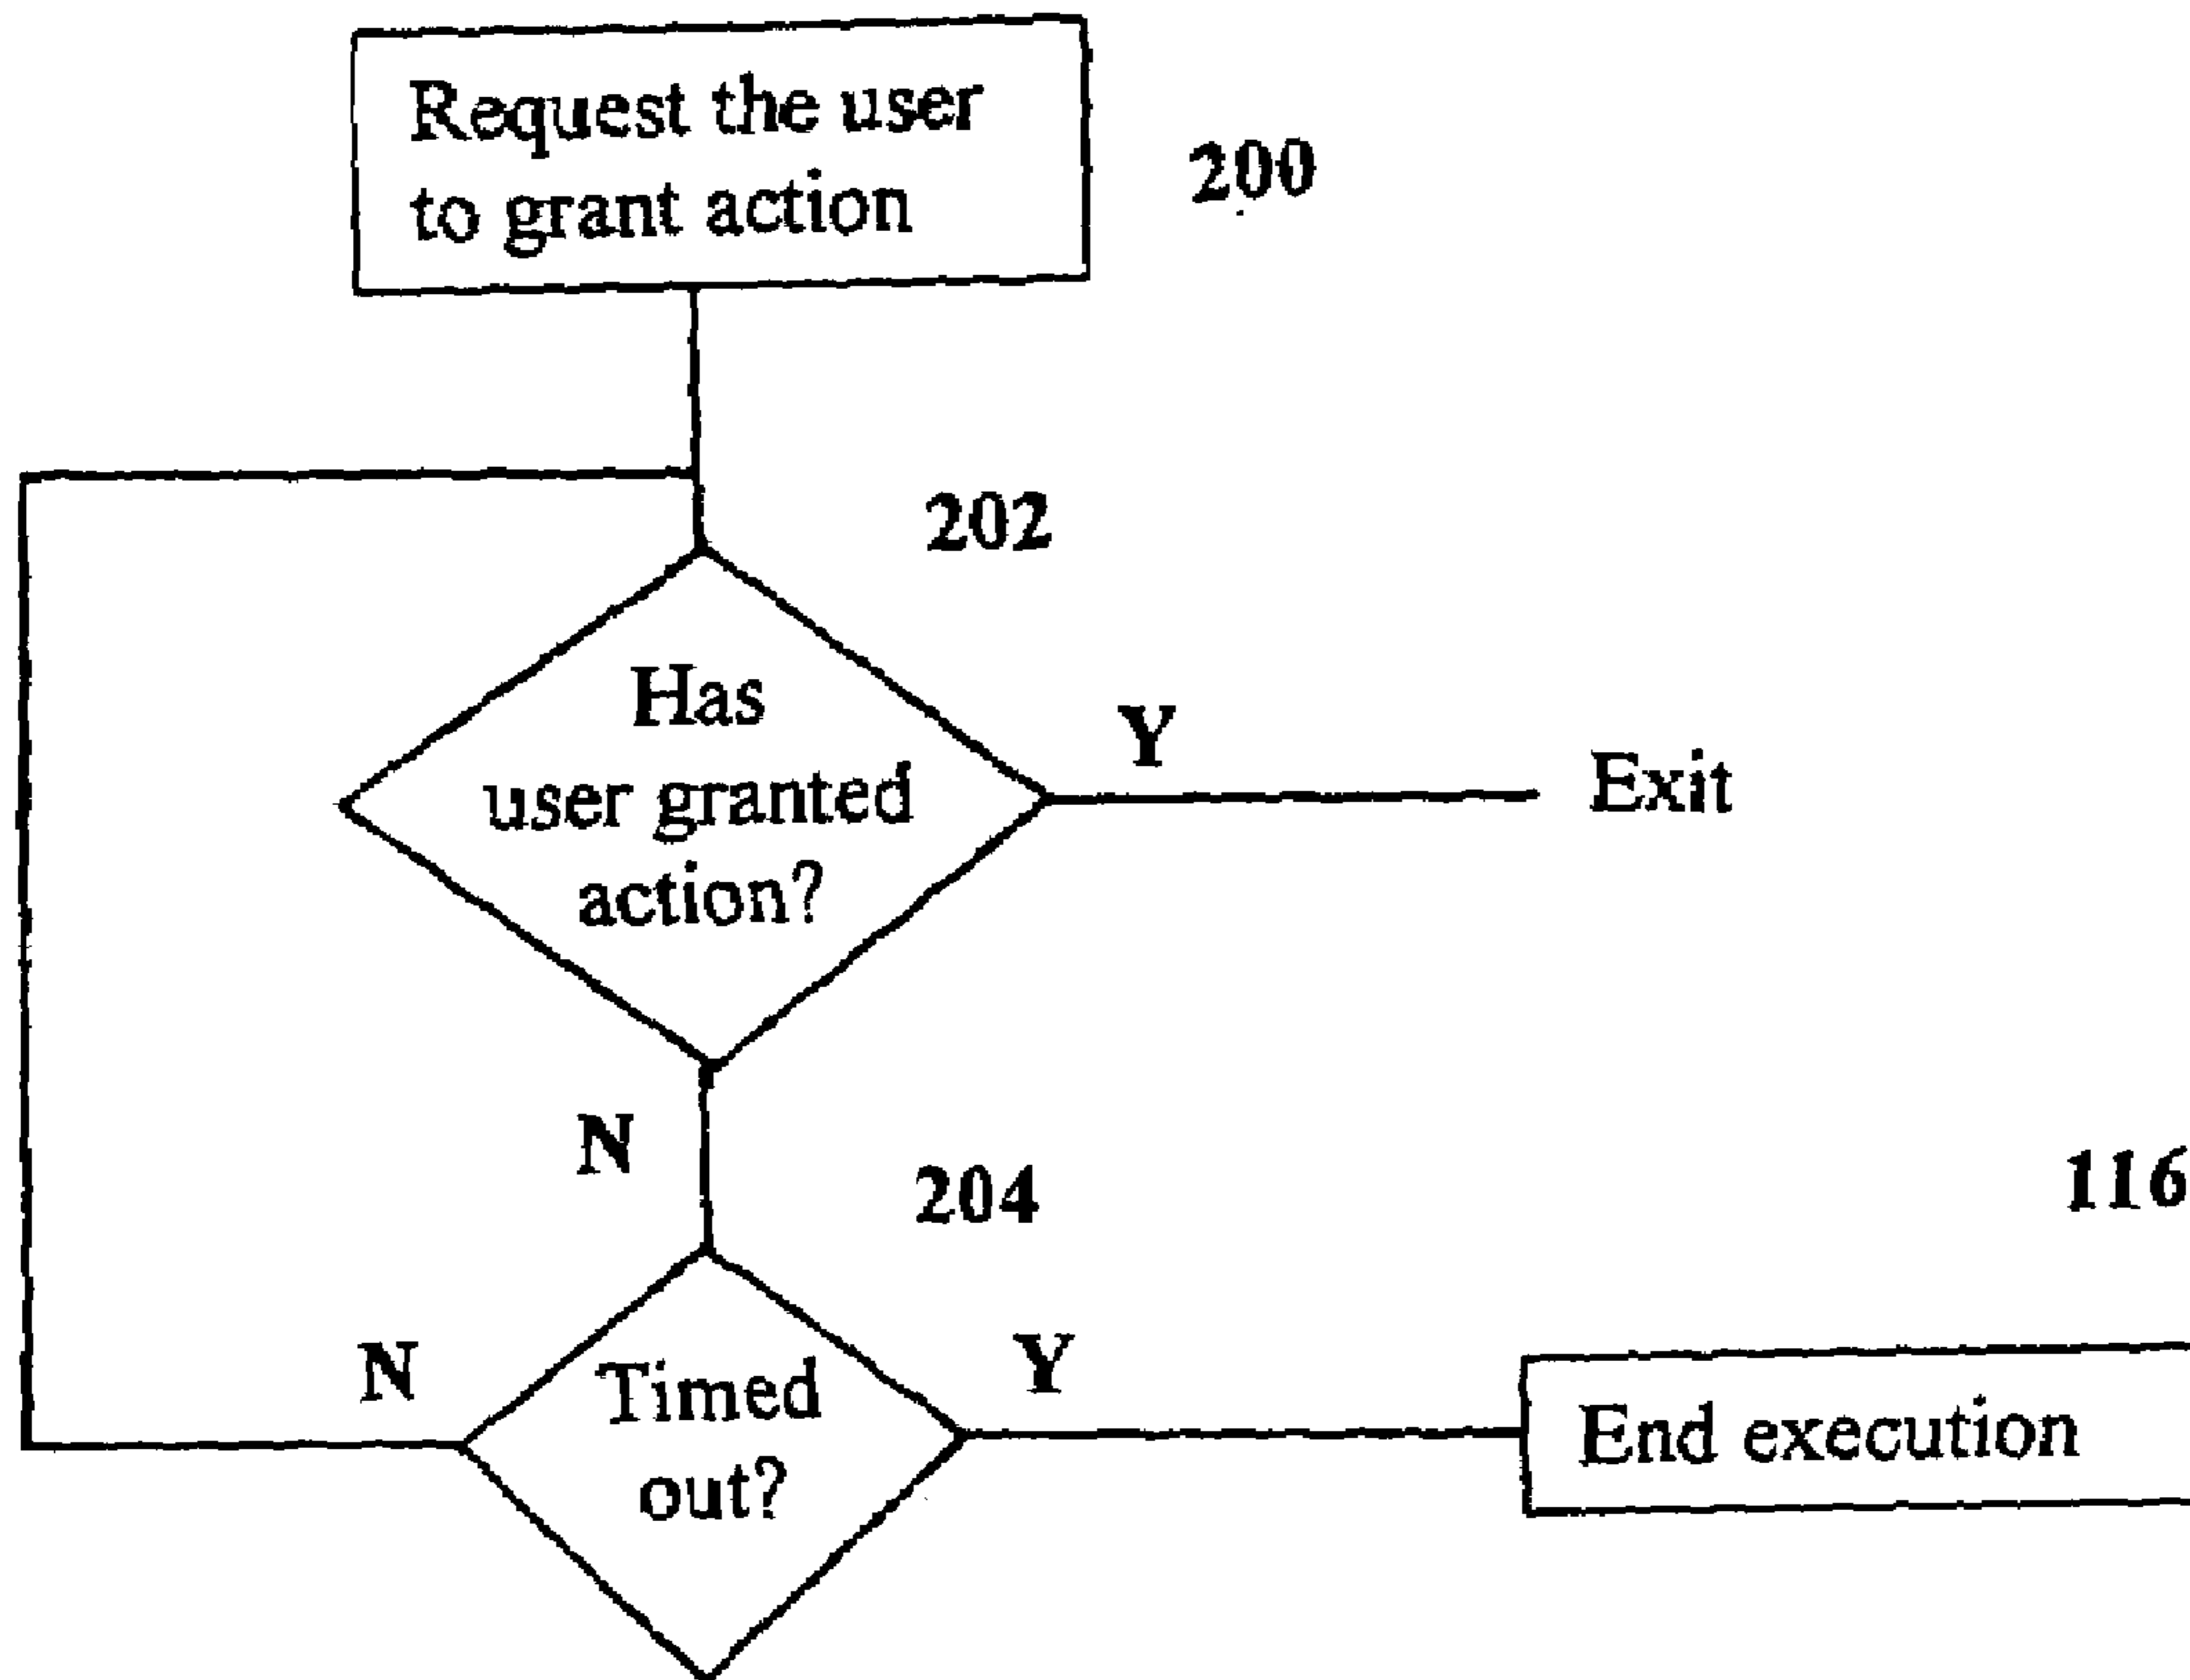 Request the user
to grant action
200
202
Has
user granted
action?
Y
Exit
N
204
116
N
Timed
out?
Y
End execution